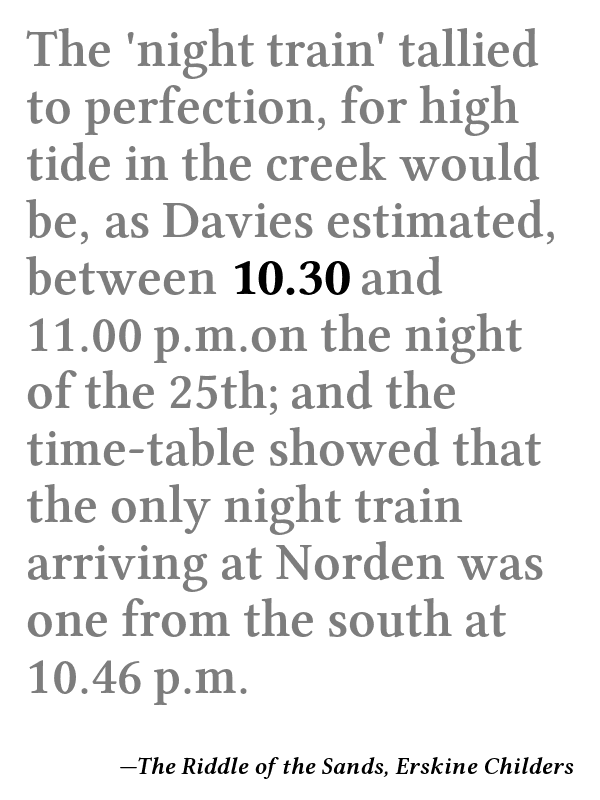 The 'night train' tallied
to perfection, for high
tide in the creek would
be, as Davies estimated,
between 10.30 and
11.00 p.m.on the night
of the 25th; and the
time-table showed that
the only night train
arriving at Norden was
one from the south at
10.46 p.m.
—The Riddle of the Sands, Erskine Childers